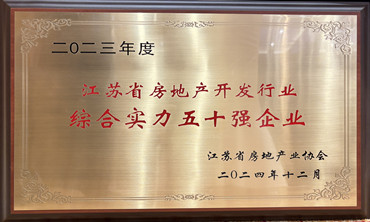 二〇二三年度
江苏省房地产开发行业
综合实力五十强企业
江苏省房地产业协会
二〇二四年十二月